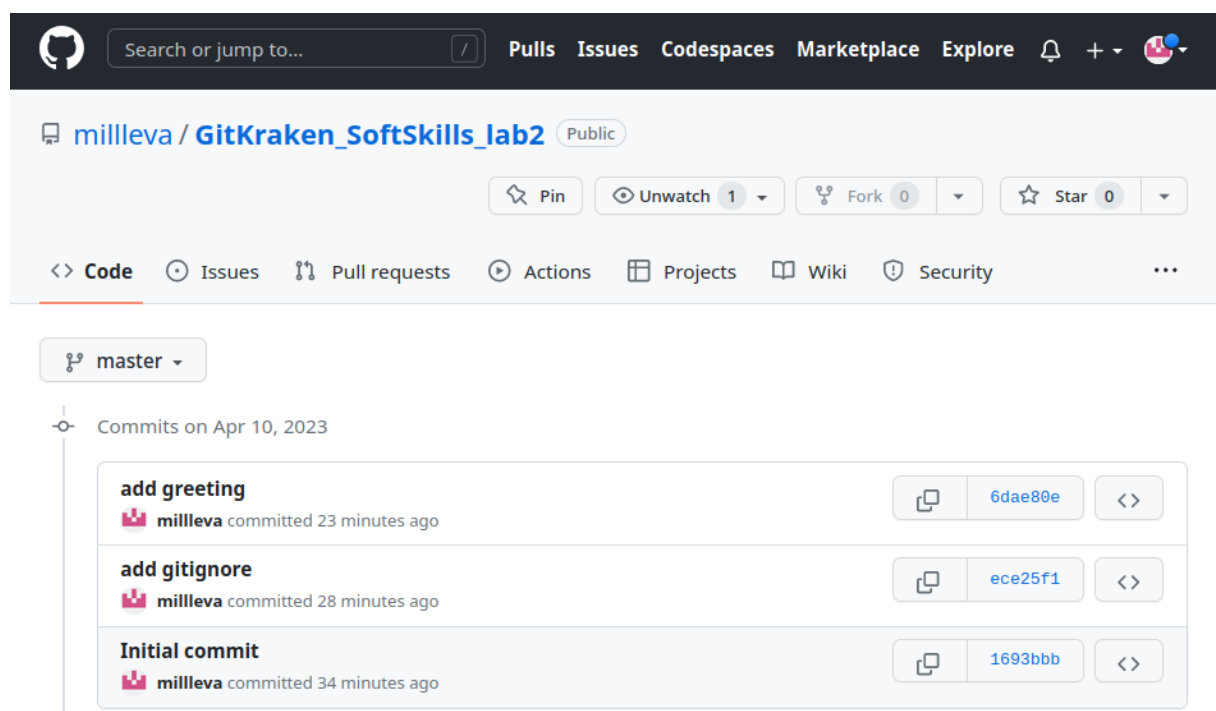 Search or jump to... / Pulls Issues Codespaces Marketplace Explore
millleva / GitKraken_SoftSkills_lab2 Public
Pin Unwatch 1 Fork 0 Star 0
Code Issues Pull requests Actions Projects Wiki Security ...
master
Commits on Apr 10, 2023
add greeting
millleva committed 23 minutes ago
6dae80e
add gitignore
millleva committed 28 minutes ago
ece25f1
Initial commit
millleva committed 34 minutes ago
1693bbb